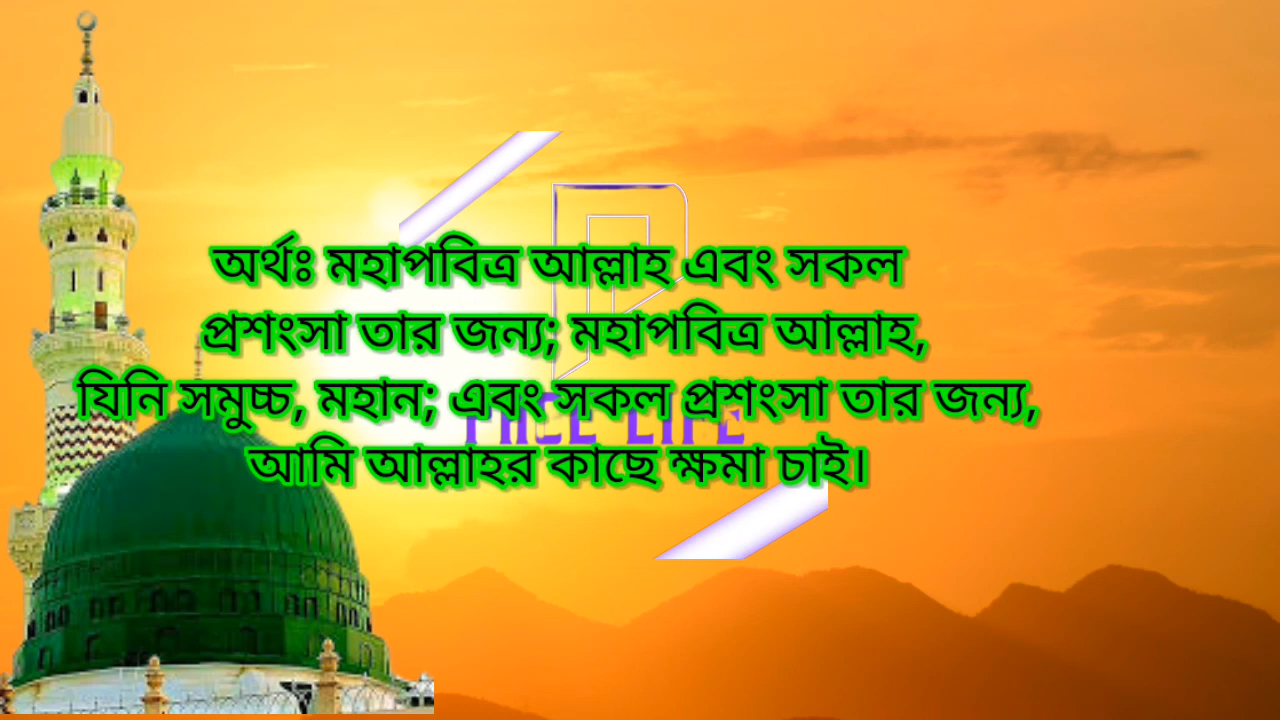 অর্থঃ মহাপবিত্র আল্লাহ এবং সকল
প্রশংসা তার জন্য; মহাপবিত্র আল্লাহ,
যিনি সমুচ্চ, মহান; এবং সকল প্রশংসা তার জন্য,
আমি আল্লাহর কাছে ক্ষমা চাই।